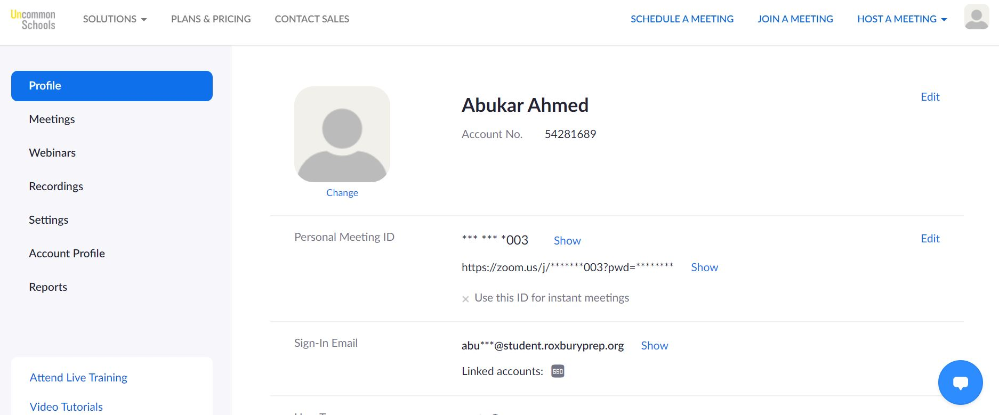 Uncommon
Schools
SOLUTIONS
PLANS & PRICING
CONTACT SALES
SCHEDULE A MEETING
JOIN A MEETING
HOST A MEETING
Profile
Meetings
Webinars
Recordings
Settings
Account Profile
Reports
Attend Live Training
Video Tutorials
Change
Abukar Ahmed
Edit
Account No. 54281689
Personal Meeting ID
*** *** *003 Show
Edit
https://zoom.us/j/*******003?pwd=******** Show
× Use this ID for instant meetings
Sign-In Email
abu***@student.roxburyprep.org Show
Linked accounts: SSO